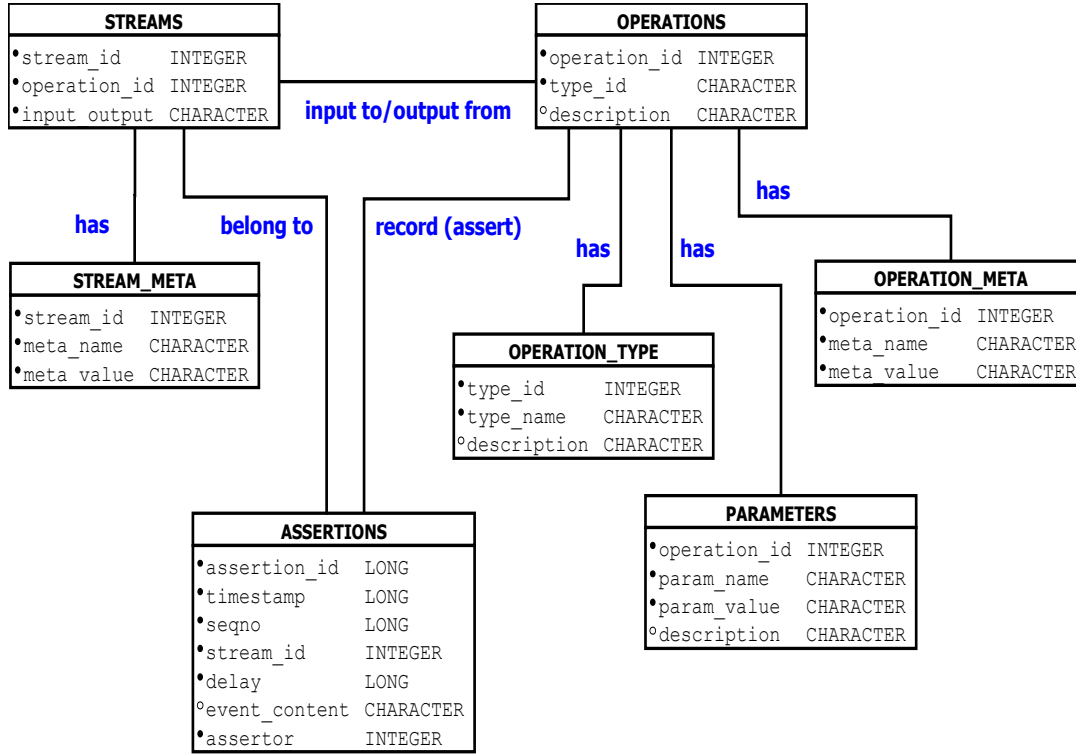 STREAMS
•stream_id INTEGER
•operation_id INTEGER
•input_output CHARACTER
OPERATIONS
•operation_id INTEGER
•type_id CHARACTER
°description CHARACTER
input to/output from
has
belong to
record (assert)
has
has
has
STREAM_META
•stream_id INTEGER
•meta_name CHARACTER
•meta_value CHARACTER
OPERATION_META
•operation_id INTEGER
•meta_name CHARACTER
•meta_value CHARACTER
OPERATION_TYPE
•type_id INTEGER
•type_name CHARACTER
°description CHARACTER
ASSERTIONS
•assertion_id LONG
•timestamp LONG
•seqno LONG
•stream_id INTEGER
•delay LONG
°event_content CHARACTER
•assertor INTEGER
PARAMETERS
•operation_id INTEGER
•param_name CHARACTER
•param_value CHARACTER
°description CHARACTER